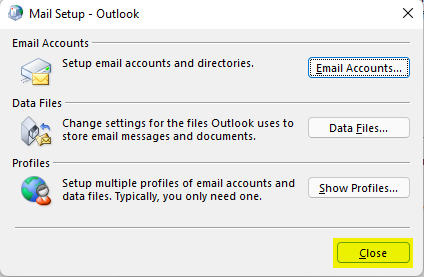 Mail Setup - Outlook
Email Accounts
Setup email accounts and directories.
Email Accounts...
Data Files
Change settings for the files Outlook uses to
store email messages and documents.
Data Files...
Profiles
Setup multiple profiles of email accounts and
data files. Typically, you only need one.
Show Profiles...
Close